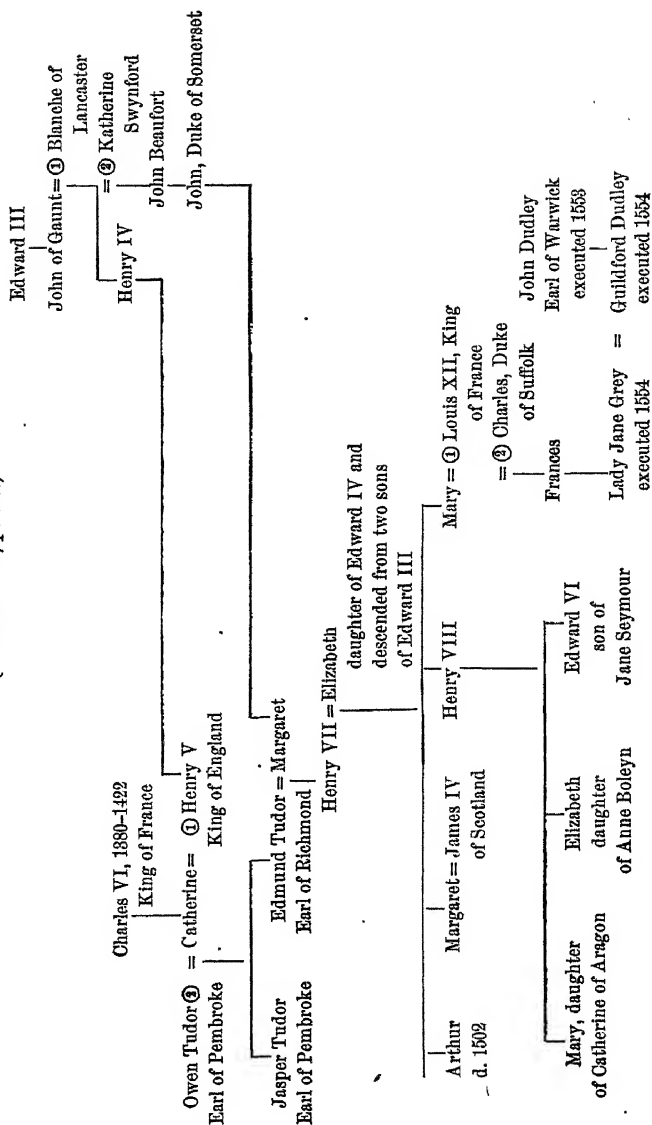 Edward III
John of Gaunt = ① Blanche of
Lancaster
= ② Katherine
Swynford
Henry IV
John Beaufort
John, Duke of Somerset
Charles VI, 1880–1422
King of France
Owen Tudor ② = Catherine = ① Henry V
Earl of Pembroke
King of England
Jasper Tudor
Earl of Pembroke
Edmund Tudor = Margaret
Earl of Richmond
Henry VII = Elizabeth
daughter of Edward IV and
descended from two sons
of Edward III
Arthur
d. 1502
Margaret = James IV
of Scotland
Henry VIII
Mary = ① Louis XII, King
of France
= ② Charles, Duke
of Suffolk
Mary, daughter
of Catherine of Aragon
Elizabeth
daughter
of Anne Boleyn
Edward VI
son of
Jane Seymour
Frances
John Dudley
Earl of Warwick
executed 1553
Lady Jane Grey = Guildford Dudley
executed 1554
executed 1554